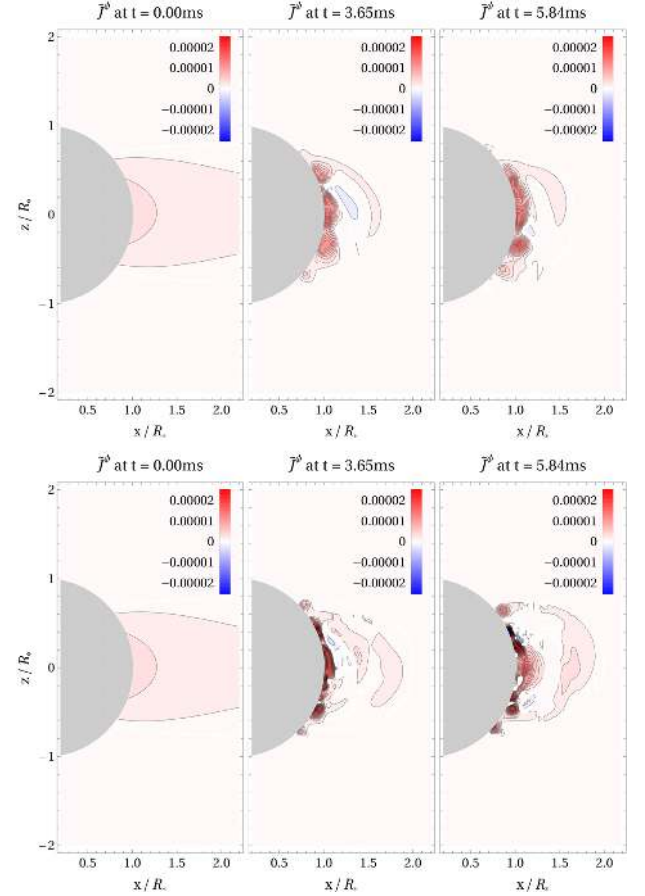 J̄ᵠ at t = 0.00ms J̄ᵠ at t = 3.65ms J̄ᵠ at t = 5.84ms
2
0.00002 0.00002 0.00002
0.00001 0.00001 0.00001
0 0 0
−0.00001 −0.00001 −0.00001
−0.00002 −0.00002 −0.00002
1
z / R*
0
−1
−2
0.5 1.0 1.5 2.0 0.5 1.0 1.5 2.0 0.5 1.0 1.5 2.0
x / R* x / R* x / R*
J̄ᵠ at t = 0.00ms J̄ᵠ at t = 3.65ms J̄ᵠ at t = 5.84ms
2
0.00002 0.00002 0.00002
0.00001 0.00001 0.00001
0 0 0
−0.00001 −0.00001 −0.00001
−0.00002 −0.00002 −0.00002
1
z / R*
0
−1
−2
0.5 1.0 1.5 2.0 0.5 1.0 1.5 2.0 0.5 1.0 1.5 2.0
x / R* x / R* x / R*